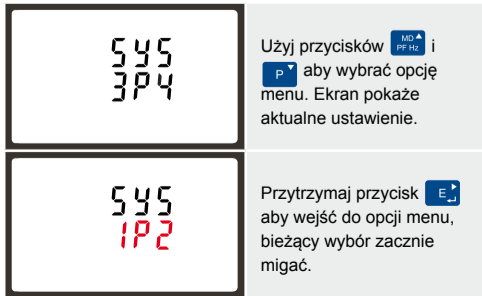 SYS
3P4
Użyj przycisków MD PF Hz i
P aby wybrać opcję
menu. Ekran pokaże
aktualne ustawienie.
SYS
1P2
Przytrzymaj przycisk E
aby wejść do opcji menu,
bieżący wybór zacznie
migać.